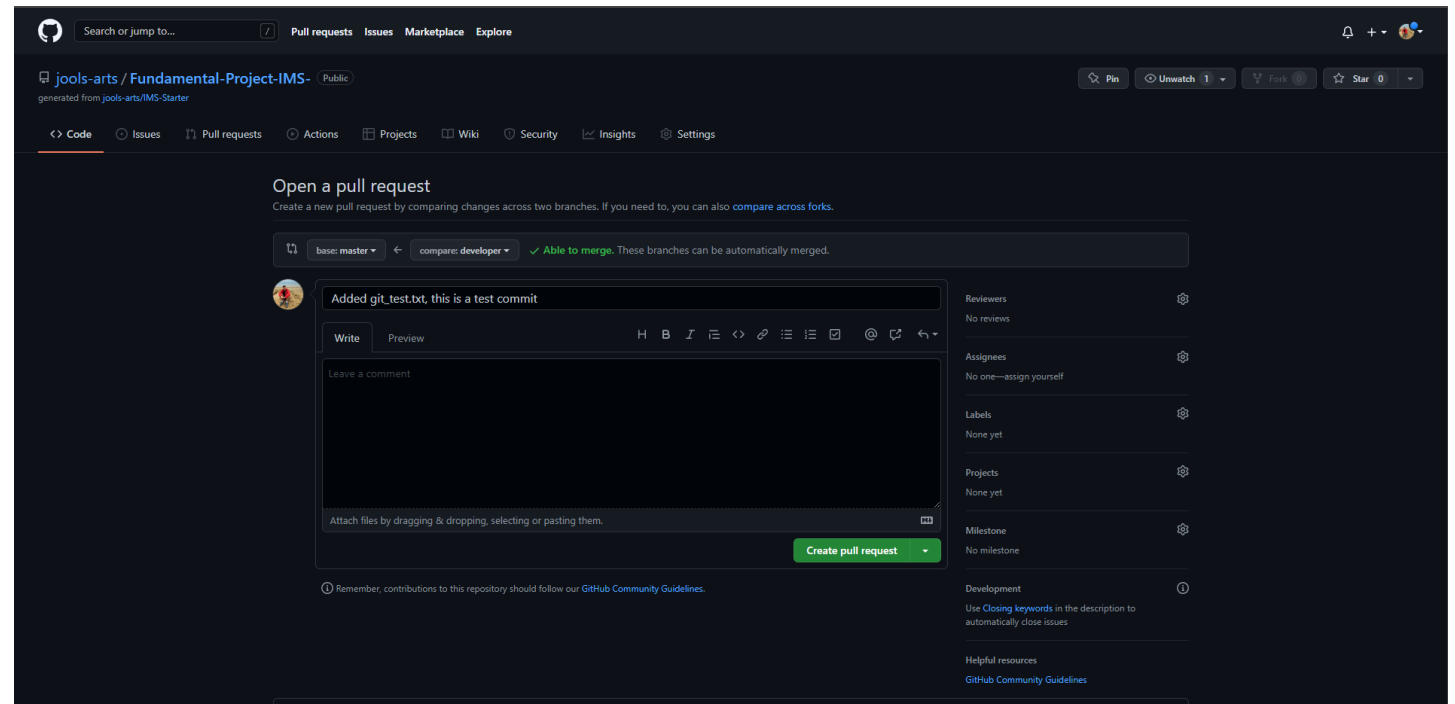 Search or jump to... / Pull requests Issues Marketplace Explore
jools-arts / Fundamental-Project-IMS- Public Pin Unwatch 1 Fork 0 Star 0
generated from jools-arts/IMS-Starter
<> Code Issues Pull requests Actions Projects Wiki Security Insights Settings
Open a pull request
Create a new pull request by comparing changes across two branches. If you need to, you can also compare across forks.
base: master ← compare: developer ✓ Able to merge. These branches can be automatically merged.
Added git_test.txt, this is a test commit
Write Preview H B I <> @
Leave a comment
Attach files by dragging & dropping, selecting or pasting them.
Create pull request
Remember, contributions to this repository should follow our GitHub Community Guidelines.
Reviewers
No reviews
Assignees
No one—assign yourself
Labels
None yet
Projects
None yet
Milestone
No milestone
Development
Use Closing keywords in the description to
automatically close issues
Helpful resources
GitHub Community Guidelines